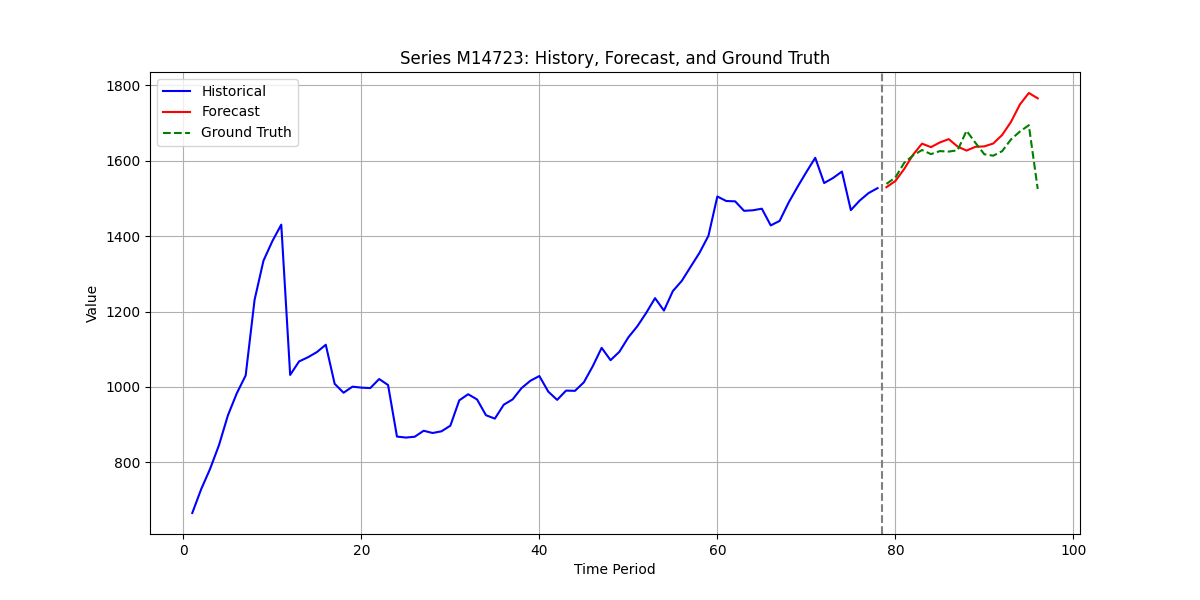 Series M14723: History, Forecast, and Ground Truth
Historical
Forecast
Ground Truth
Value
1800
1600
1400
1200
1000
800
0 20 40 60 80 100
Time Period